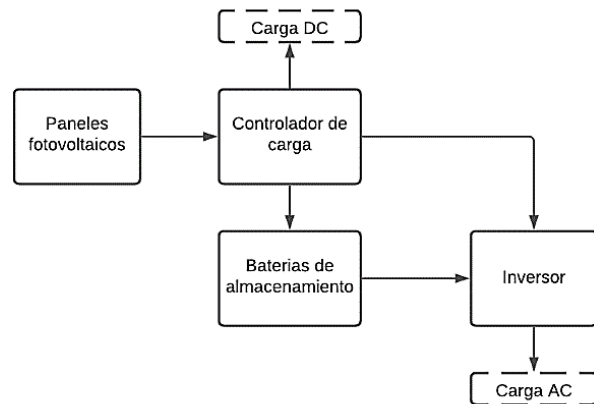 Carga DC
Paneles
fotovoltaicos
Controlador de
carga
Baterias de
almacenamiento
Inversor
Carga AC